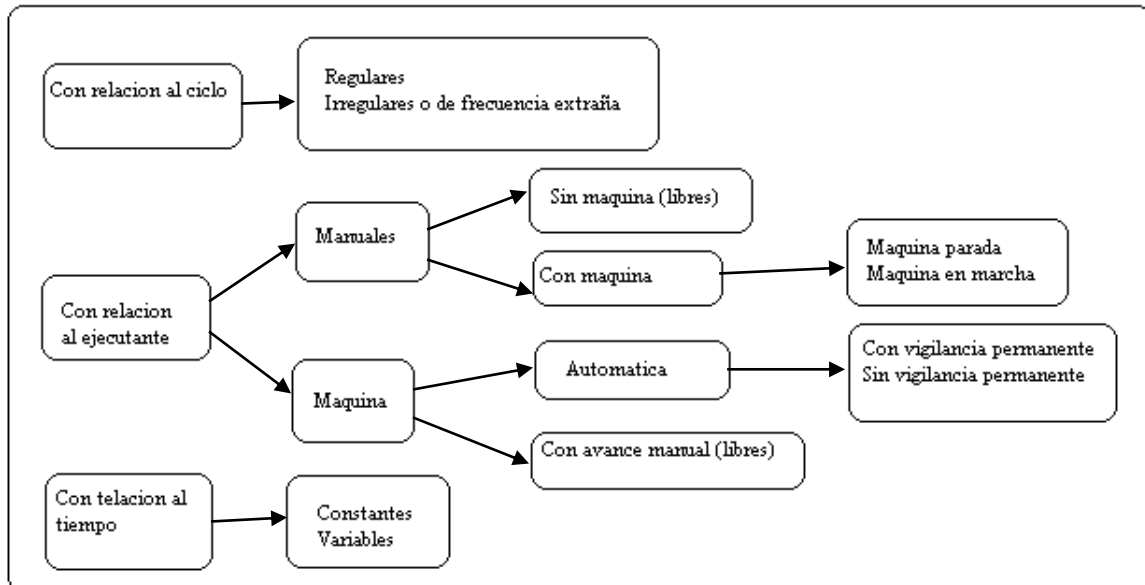 Con relacion al ciclo
Regulares
Irregulares o de frecuencia extraña
Con relacion
al ejecutante
Manuales
Sin maquina (libres)
Con maquina
Maquina parada
Maquina en marcha
Maquina
Automatica
Con vigilancia permanente
Sin vigilancia permanente
Con avance manual (libres)
Con telacion al
tiempo
Constantes
Variables